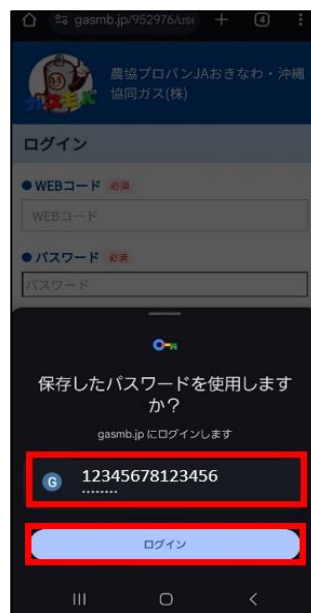 gasmb.jp/952976/use
4
農協プロパンJAおきなわ・沖縄
協同ガス(株)
ガスモバ
ログイン
WEBコード 必須
WEBコード
パスワード 必須
パスワード
保存したパスワードを使用します
か？
gasmb.jp にログインします
G
12345678123456
••••••••
ログイン